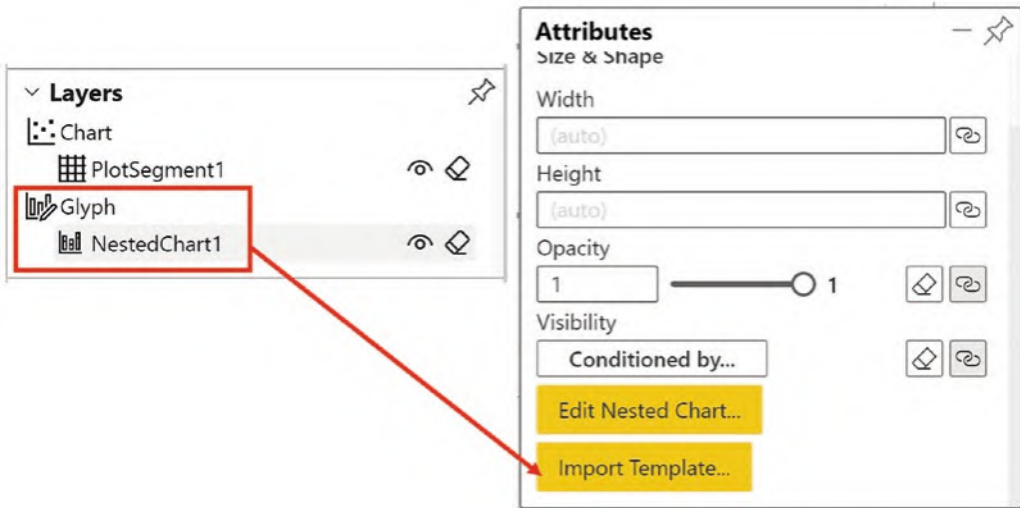 Layers
Chart
PlotSegment1
Glyph
NestedChart1
Attributes
Size & Shape
Width
(auto)
Height
(auto)
Opacity
1
1
Visibility
Conditioned by...
Edit Nested Chart...
Import Template...